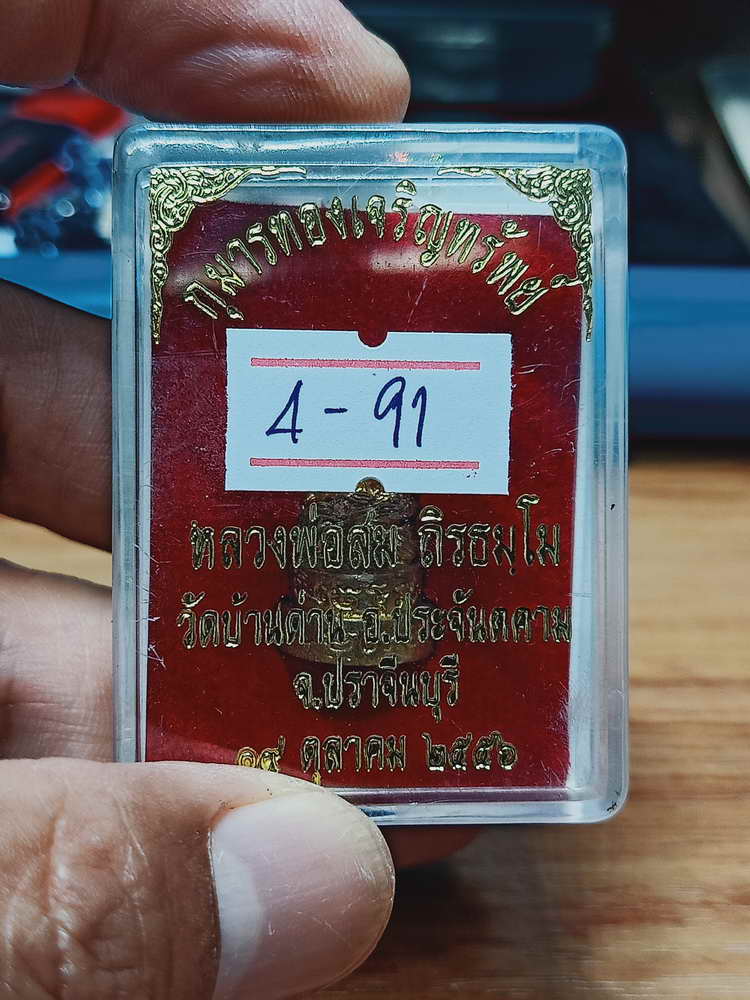 กุมารทองเจริญทรัพย์
4-91
หลวงพ่อสม ถิรธมฺโม
วัดบ้านด่าน อ.ประจันตคาม
จ.ปราจีนบุรี
๑๙ ตุลาคม ๒๕๕๖